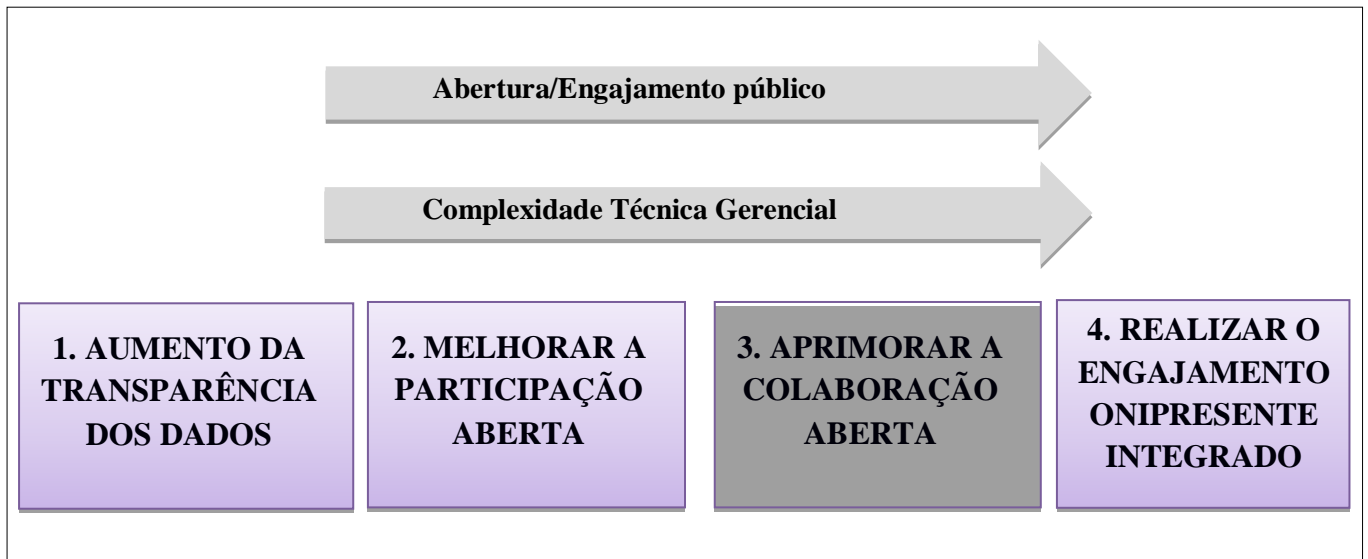 Abertura/Engajamento público
Complexidade Técnica Gerencial
1. AUMENTO DA
TRANSPARÊNCIA
DOS DADOS
2. MELHORAR A
PARTICIPAÇÃO
ABERTA
3. APRIMORAR A
COLABORAÇÃO
ABERTA
4. REALIZAR O
ENGAJAMENTO
ONIPRESENTE
INTEGRADO